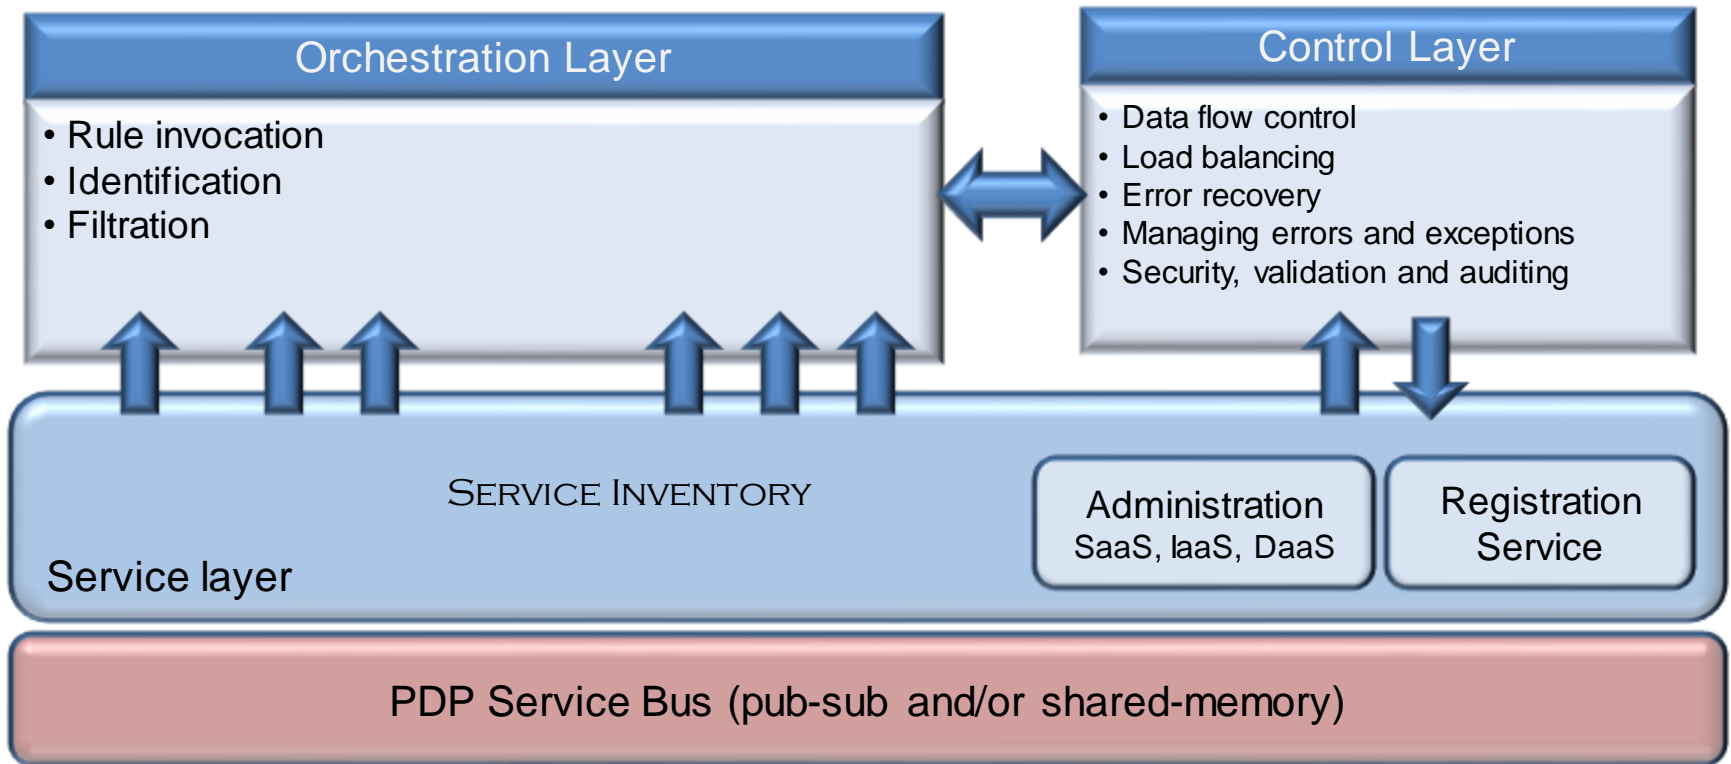 Orchestration Layer
• Rule invocation
• Identification
• Filtration
Control Layer
• Data flow control
• Load balancing
• Error recovery
• Managing errors and exceptions
• Security, validation and auditing
SERVICE INVENTORY
Service layer
Administration
SaaS, IaaS, DaaS
Registration
Service
PDP Service Bus (pub-sub and/or shared-memory)